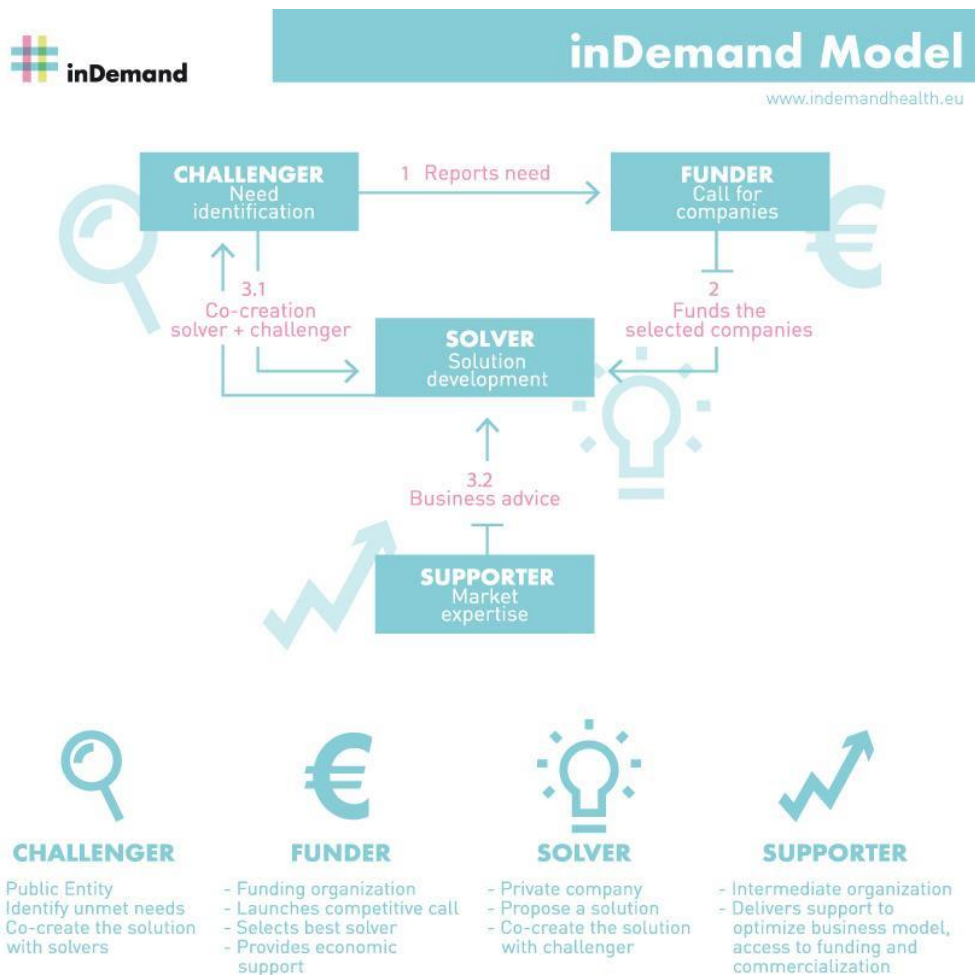 inDemand
inDemand Model
www.indemandhealth.eu
CHALLENGER
Need
identification
1 Reports need
FUNDER
Call for
companies
3.1
Co-creation
solver + challenger
2
Funds the
selected companies
SOLVER
Solution
development
3.2
Business advice
SUPPORTER
Market
expertise
CHALLENGER
Public Entity
Identify unmet needs
Co-create the solution
with solvers
FUNDER
- Funding organization
- Launches competitive call
- Selects best solver
- Provides economic
support
SOLVER
- Private company
- Propose a solution
- Co-create the solution
with challenger
SUPPORTER
- Intermediate organization
- Delivers support to
optimize business model,
access to funding and
commercialization